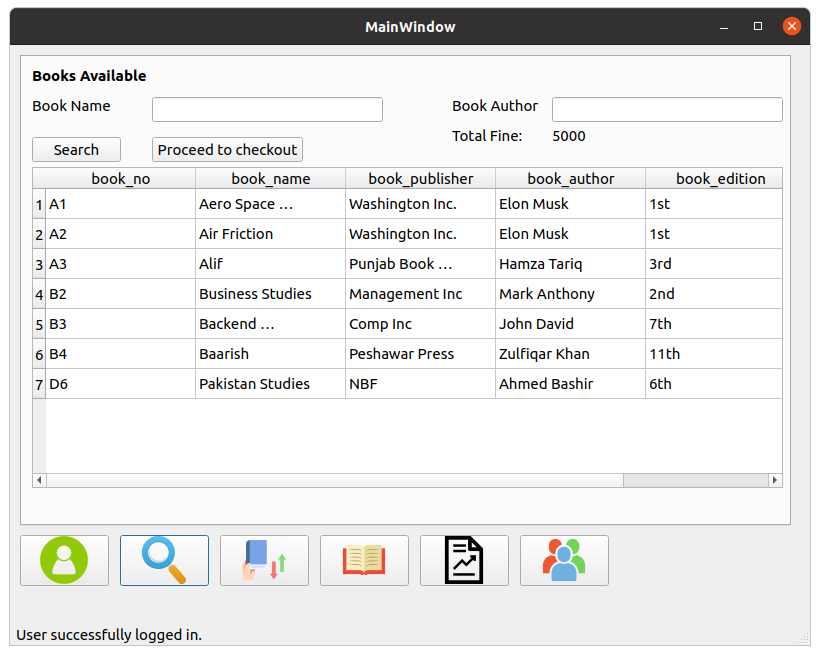 MainWindow
Books Available
Book Name Book Author
Total Fine: 5000
Search Proceed to checkout
book_no book_name book_publisher book_author book_edition
1 A1 Aero Space ... Washington Inc. Elon Musk 1st
2 A2 Air Friction Washington Inc. Elon Musk 1st
3 A3 Alif Punjab Book ... Hamza Tariq 3rd
4 B2 Business Studies Management Inc Mark Anthony 2nd
5 B3 Backend ... Comp Inc John David 7th
6 B4 Baarish Peshawar Press Zulfiqar Khan 11th
7 D6 Pakistan Studies NBF Ahmed Bashir 6th
User successfully logged in.